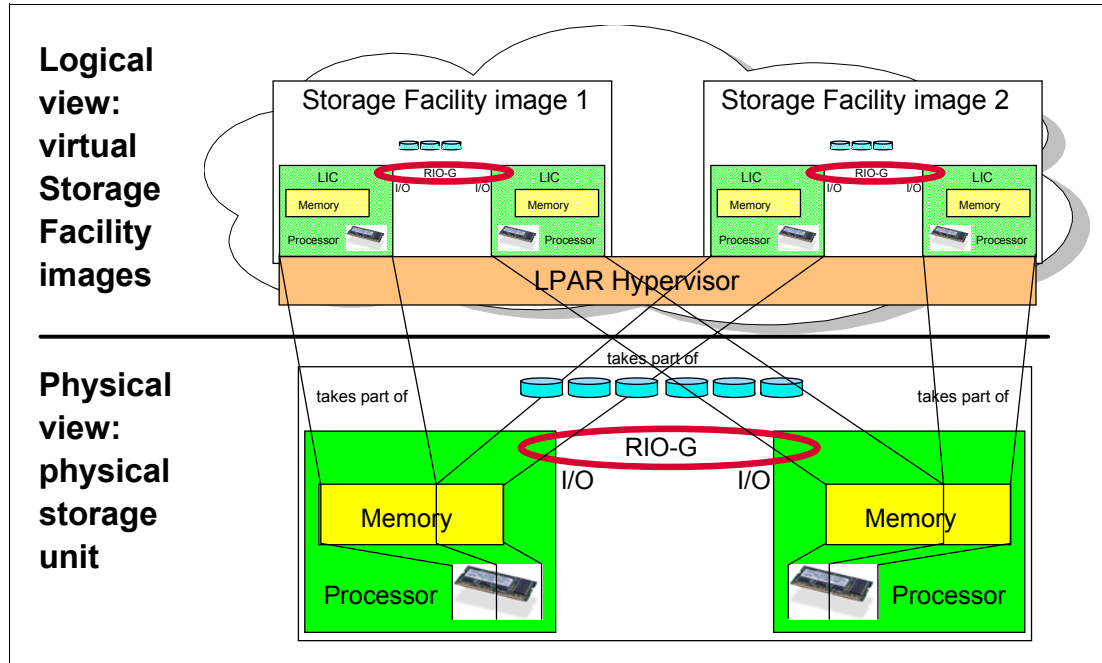 Logical
view:
virtual
Storage
Facility
images
Storage Facility image 1
Storage Facility image 2
RIO-G
LIC
I/O
I/O
LIC
Memory
Memory
Processor
Processor
RIO-G
LIC
I/O
I/O
LIC
Memory
Memory
Processor
Processor
LPAR Hypervisor
Physical
view:
physical
storage
unit
takes part of
takes part of
takes part of
RIO-G
I/O
I/O
Memory
Memory
Processor
Processor